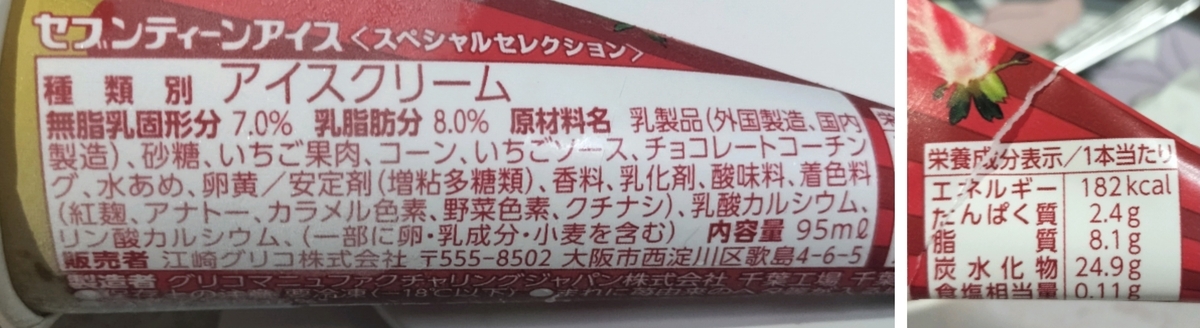 セブンティーンアイス〈スペシャルセレクション〉
種類別 アイスクリーム
無脂乳固形分 7.0% 乳脂肪分 8.0% 原材料名 乳製品(外国製造、国内
製造)、砂糖、いちご果肉、コーン、いちごソース、チョコレートコーチン
グ、水あめ、卵黄/安定剤(増粘多糖類)、香料、乳化剤、酸味料、着色料
(紅麹、アナトー、カラメル色素、野菜色素、クチナシ)、乳酸カルシウム、
リン酸カルシウム、(一部に卵・乳成分・小麦を含む) 内容量 95mℓ
販売者 江崎グリコ株式会社 〒555-8502 大阪市西淀川区歌島4-6-5
製造者 グリコマニュファクチャリングジャパン株式会社 千葉工場
栄養成分表示/1本当たり
エネルギー 182kcal
たんぱく質 2.4g
脂質 8.1g
炭水化物 24.9g
食塩相当量 0.11g